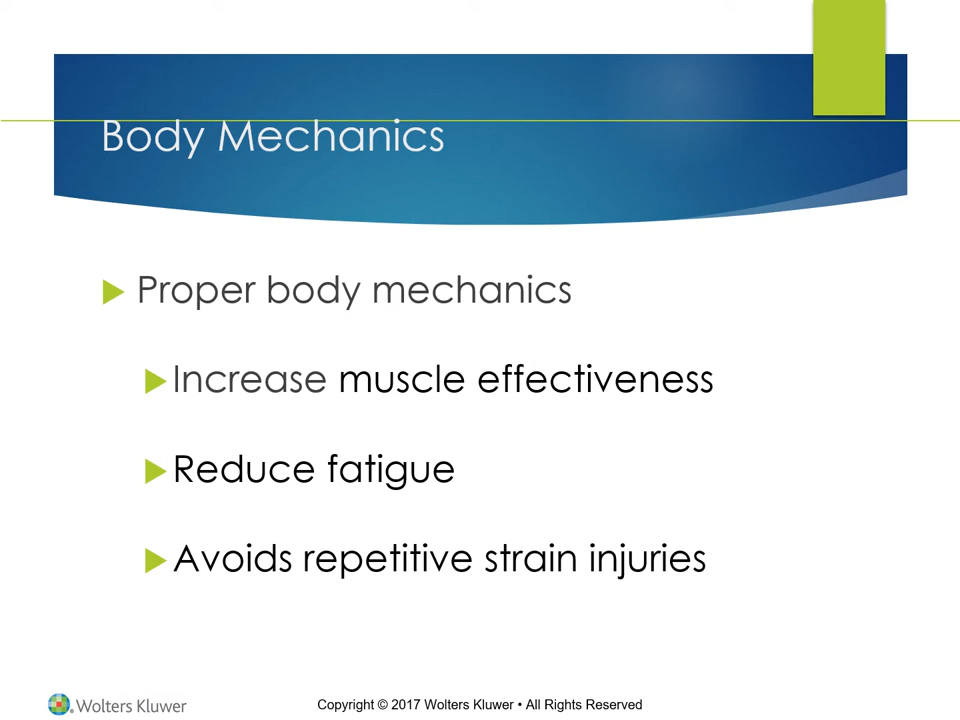 Body Mechanics
Proper body mechanics
Increase muscle effectiveness
Reduce fatigue
Avoids repetitive strain injuries
Wolters Kluwer
Copyright © 2017 Wolters Kluwer • All Rights Reserved